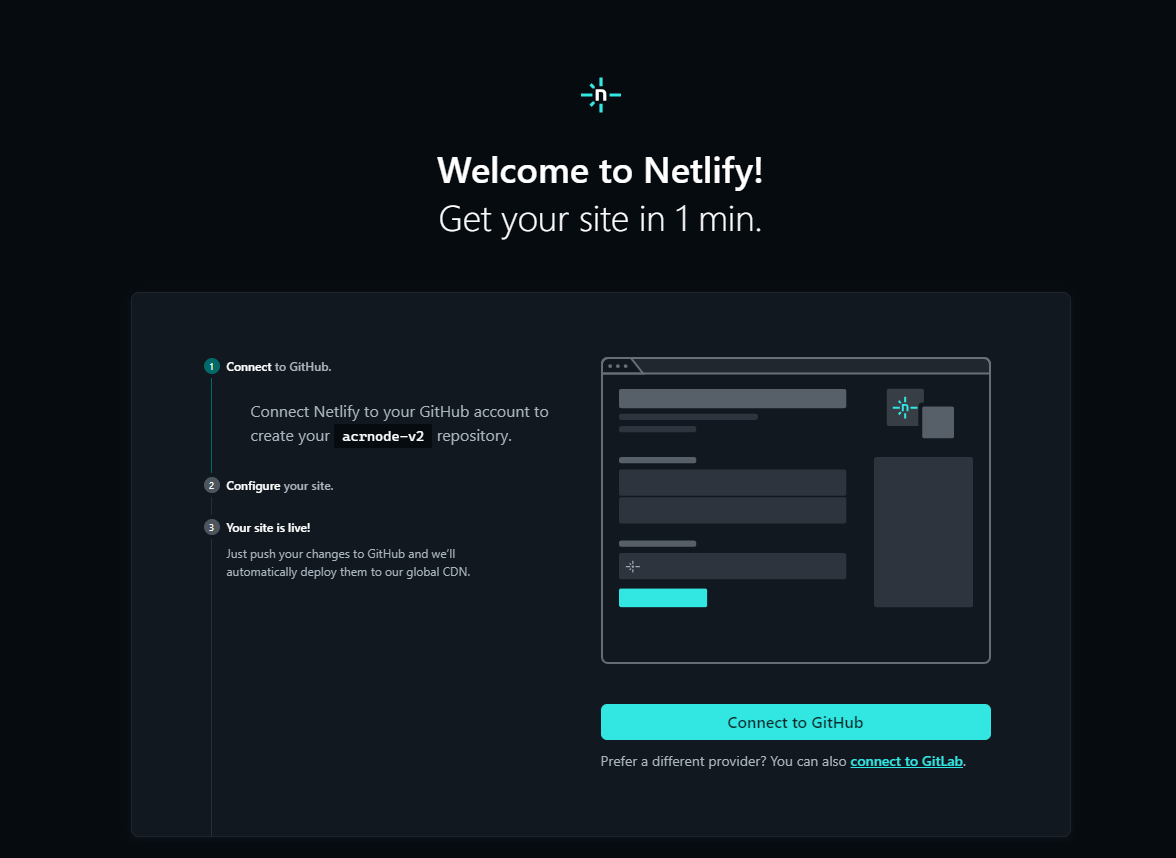 n
Welcome to Netlify!
Get your site in 1 min.
1 Connect to GitHub.
Connect Netlify to your GitHub account to
create your acrnode-v2 repository.
2 Configure your site.
3 Your site is live!
Just push your changes to GitHub and we’ll
automatically deploy them to our global CDN.
n
Connect to GitHub
Prefer a different provider? You can also connect to GitLab.